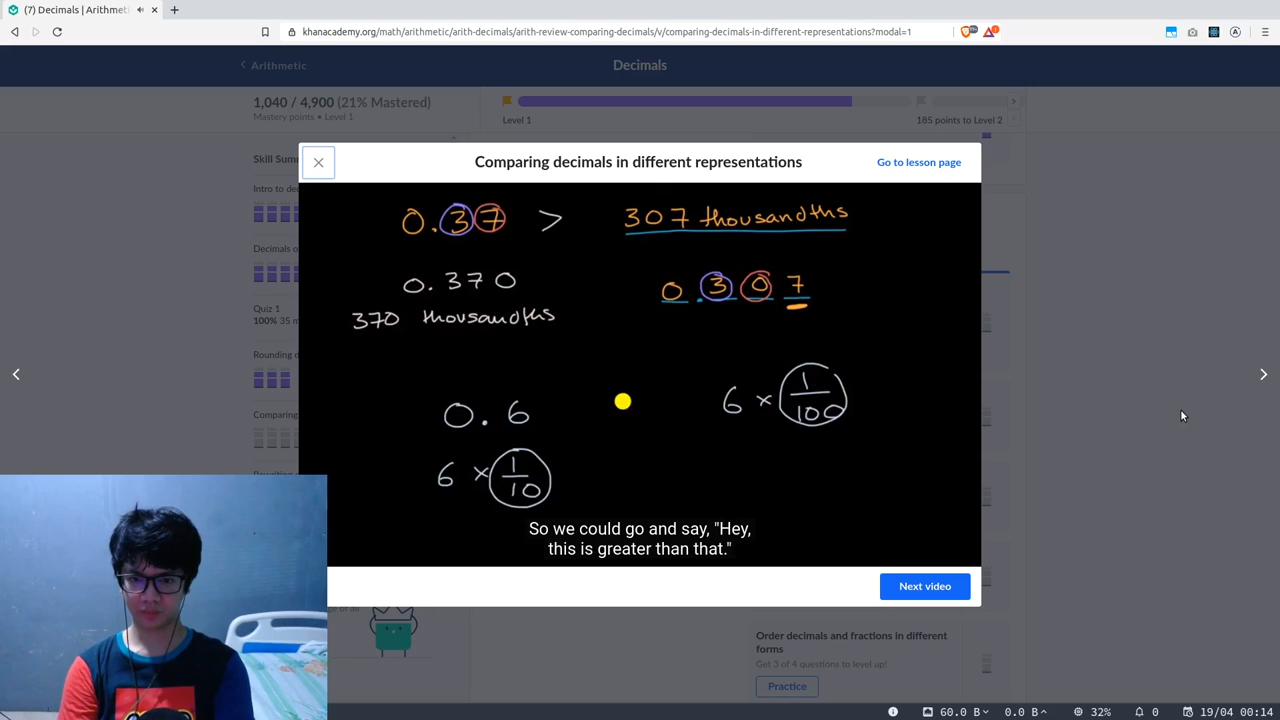 (7) Decimals | Arithmet
khanacademy.org/math/arithmetic/arith-decimals/arith-review-comparing-decimals/v/comparing-decimals-in-different-representations?modal=1
Arithmetic
Decimals
1,040 / 4,900 (21% Mastered)
Mastery points • Level 1
Level 1
185 points to Level 2
Skill Sum
Intro to de
Decimals o
Quiz 1
100% 35 m
Rounding d
Comparing
Comparing decimals in different representations
Go to lesson page
0.37 > 307 thousandths
0.370
0.307
370 thousandths
0.6
6 × 1/100
6 × 1/10
So we could go and say, "Hey,
this is greater than that."
Next video
of all
Order decimals and fractions in different
forms
Get 3 of 4 questions to level up!
Practice
60.0 B 0.0 B 32% 0 19/04 00:14